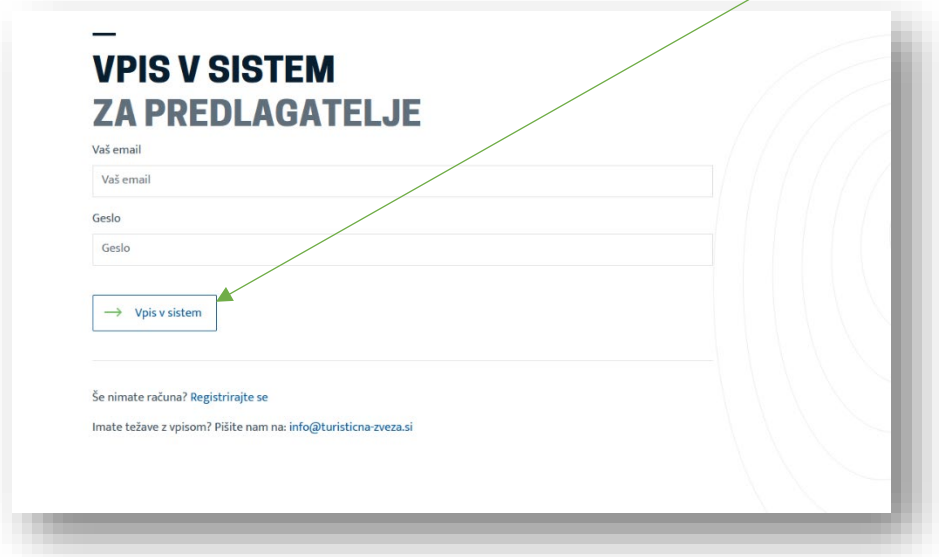 VPIS V SISTEM
ZA PREDLAGATELJE
Vaš email
Vaš email
Geslo
Geslo
Vpis v sistem
Še nimate računa? Registrirajte se
Imate težave z vpisom? Pišite nam na: info@turisticna-zveza.si